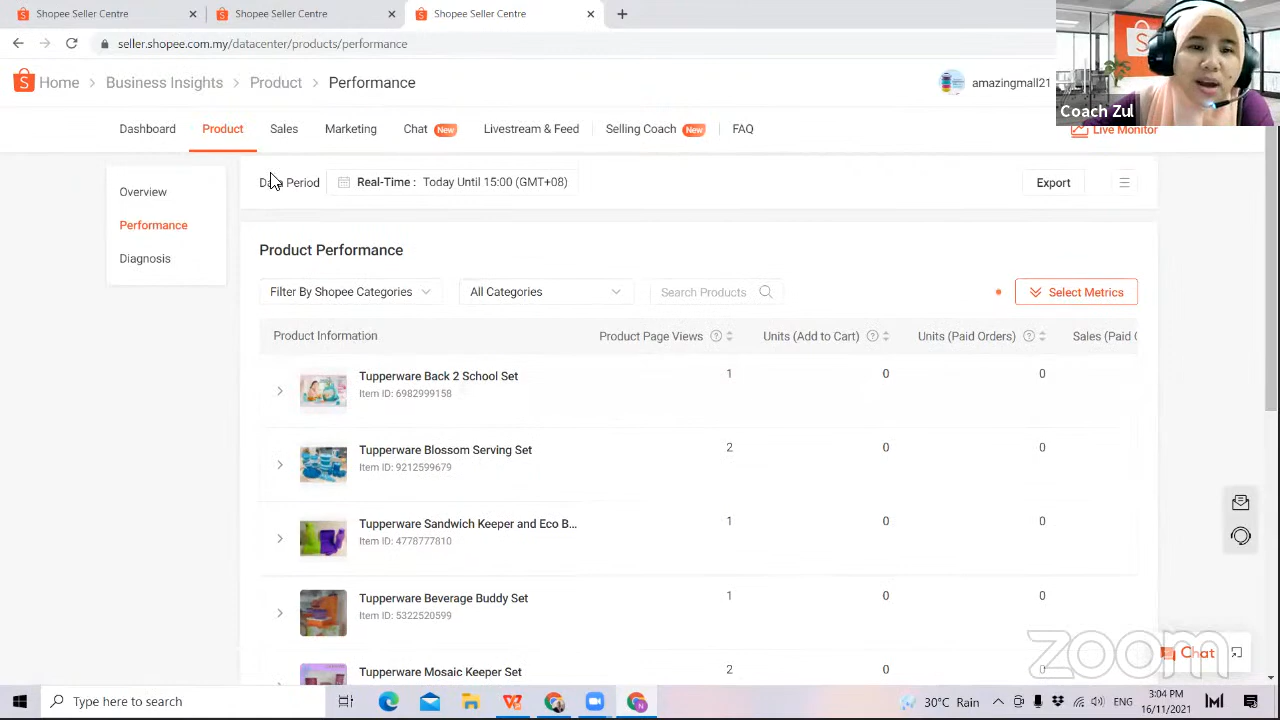 Shopee Seller Centre
Shopee Seller Centre
Shopee Seller Centre
seller.shopee.com.my/datacenter/products/performance
Home > Business Insights > Product > Performance
amazingmall21
Coach Zul
Dashboard Product Sales Marketing Chat New Livestream & Feed Selling Coach New FAQ
Live Monitor
Overview
Performance
Diagnosis
Data Period Real-Time : Today Until 15:00 (GMT+08) Export
Product Performance
Filter By Shopee Categories All Categories Search Products Select Metrics
Product Information Product Page Views Units (Add to Cart) Units (Paid Orders) Sales (Paid
Tupperware Back 2 School Set 1 0 0
Item ID: 6982999158
Tupperware Blossom Serving Set 2 0 0
Item ID: 9212599679
Tupperware Sandwich Keeper and Eco B... 1 0 0
Item ID: 4778777810
Tupperware Beverage Buddy Set 1 0 0
Item ID: 5322520599
Tupperware Mosaic Keeper Set 2 0 0
zoom
Chat
Type here to search
30°C Rain
ENG
3:04 PM
16/11/2021